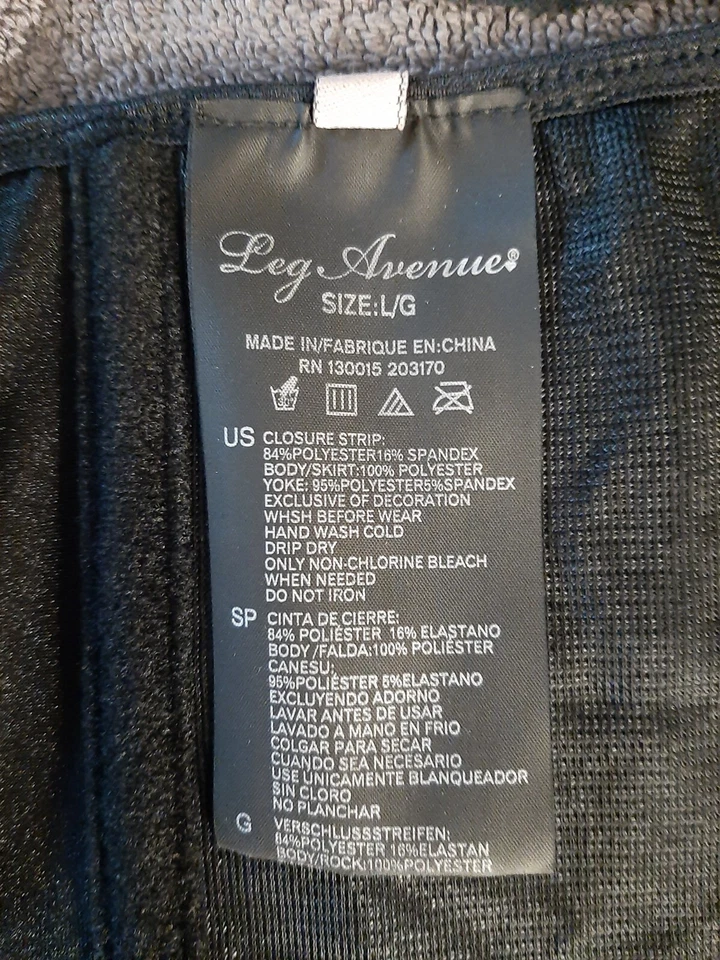 Leg Avenue®
SIZE:L/G
MADE IN/FABRIQUE EN:CHINA
RN 130015 203170
30°
US CLOSURE STRIP:
84%POLYESTER16% SPANDEX
BODY/SKIRT:100% POLYESTER
YOKE: 95%POLYESTER5%SPANDEX
EXCLUSIVE OF DECORATION
WHSH BEFORE WEAR
HAND WASH COLD
DRIP DRY
ONLY NON-CHLORINE BLEACH
WHEN NEEDED
DO NOT IRON
SP CINTA DE CIERRE:
84% POLIÉSTER 16% ELASTANO
BODY /FALDA:100% POLIÉSTER
CANESU:
95%POLIÉSTER 5%ELASTANO
EXCLUYENDO ADORNO
LAVAR ANTES DE USAR
LAVADO A MANO EN FRIO
COLGAR PARA SECAR
CUANDO SEA NECESARIO
USE UNICAMENTE BLANQUEADOR
SIN CLORO
NO PLANCHAR
G VERSCHLUSSSTREIFEN:
84%POLYESTER 16%ELASTAN
BODY/ROCK:100%POLYESTER